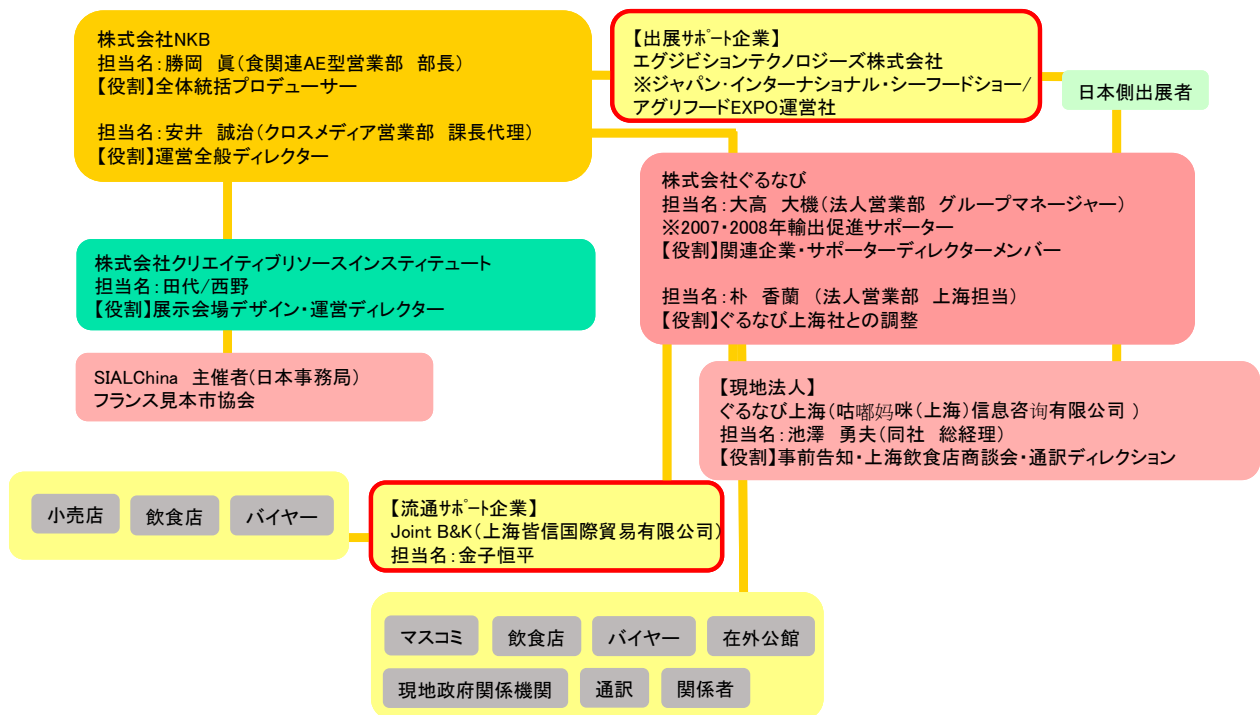 株式会社NKB
担当名：勝岡　眞（食関連AE型営業部　部長）
【役割】全体統括プロデューサー
担当名：安井　誠治（クロスメディア営業部　課長代理）
【役割】運営全般ディレクター
【出展ｻﾎﾟｰﾄ企業】
エグジビションテクノロジーズ株式会社
※ジャパン・インターナショナル・シーフードショー/
アグリフードEXPO運営社
日本側出展者
株式会社ぐるなび
担当名：大高　大機（法人営業部　グループマネージャー）
※2007・2008年輸出促進サポーター
【役割】関連企業・サポーターディレクターメンバー
担当名：朴　香蘭　（法人営業部　上海担当）
【役割】ぐるなび上海社との調整
株式会社クリエイティブリソースインスティテュート
担当名：田代/西野
【役割】展示会場デザイン・運営ディレクター
SIALChina　主催者（日本事務局）
フランス見本市協会
【現地法人】
ぐるなび上海（咕嘟妈咪（上海）信息咨询有限公司 ）
担当名：池澤　勇夫（同社　総経理）
【役割】事前告知・上海飲食店商談会・通訳ディレクション
小売店
飲食店
バイヤー
【流通ｻﾎﾟｰﾄ企業】
Joint B&K（上海皆信国際貿易有限公司）
担当名：金子恒平
マスコミ
飲食店
バイヤー
在外公館
現地政府関係機関
通訳
関係者